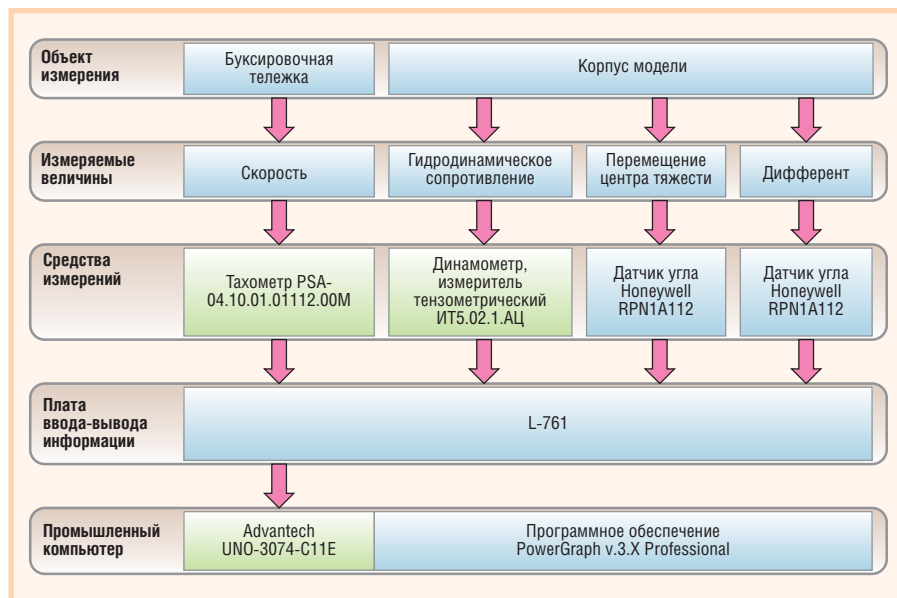 Объект
измерения
Буксировочная
тележка
Корпус модели
Измеряемые
величины
Скорость
Гидродинамическое
сопротивление
Перемещение
центра тяжести
Дифферент
Средства
измерений
Тахометр PSA-
04.10.01.01112.00М
Динамометр,
измеритель
тензометрический
ИТ5.02.1.АЦ
Датчик угла
Honeywell
RPN1A112
Датчик угла
Honeywell
RPN1A112
Плата
ввода-вывода
информации
L-761
Промышленный
компьютер
Advantech
UNO-3074-C11E
Программное обеспечение
PowerGraph v.3.X Professional